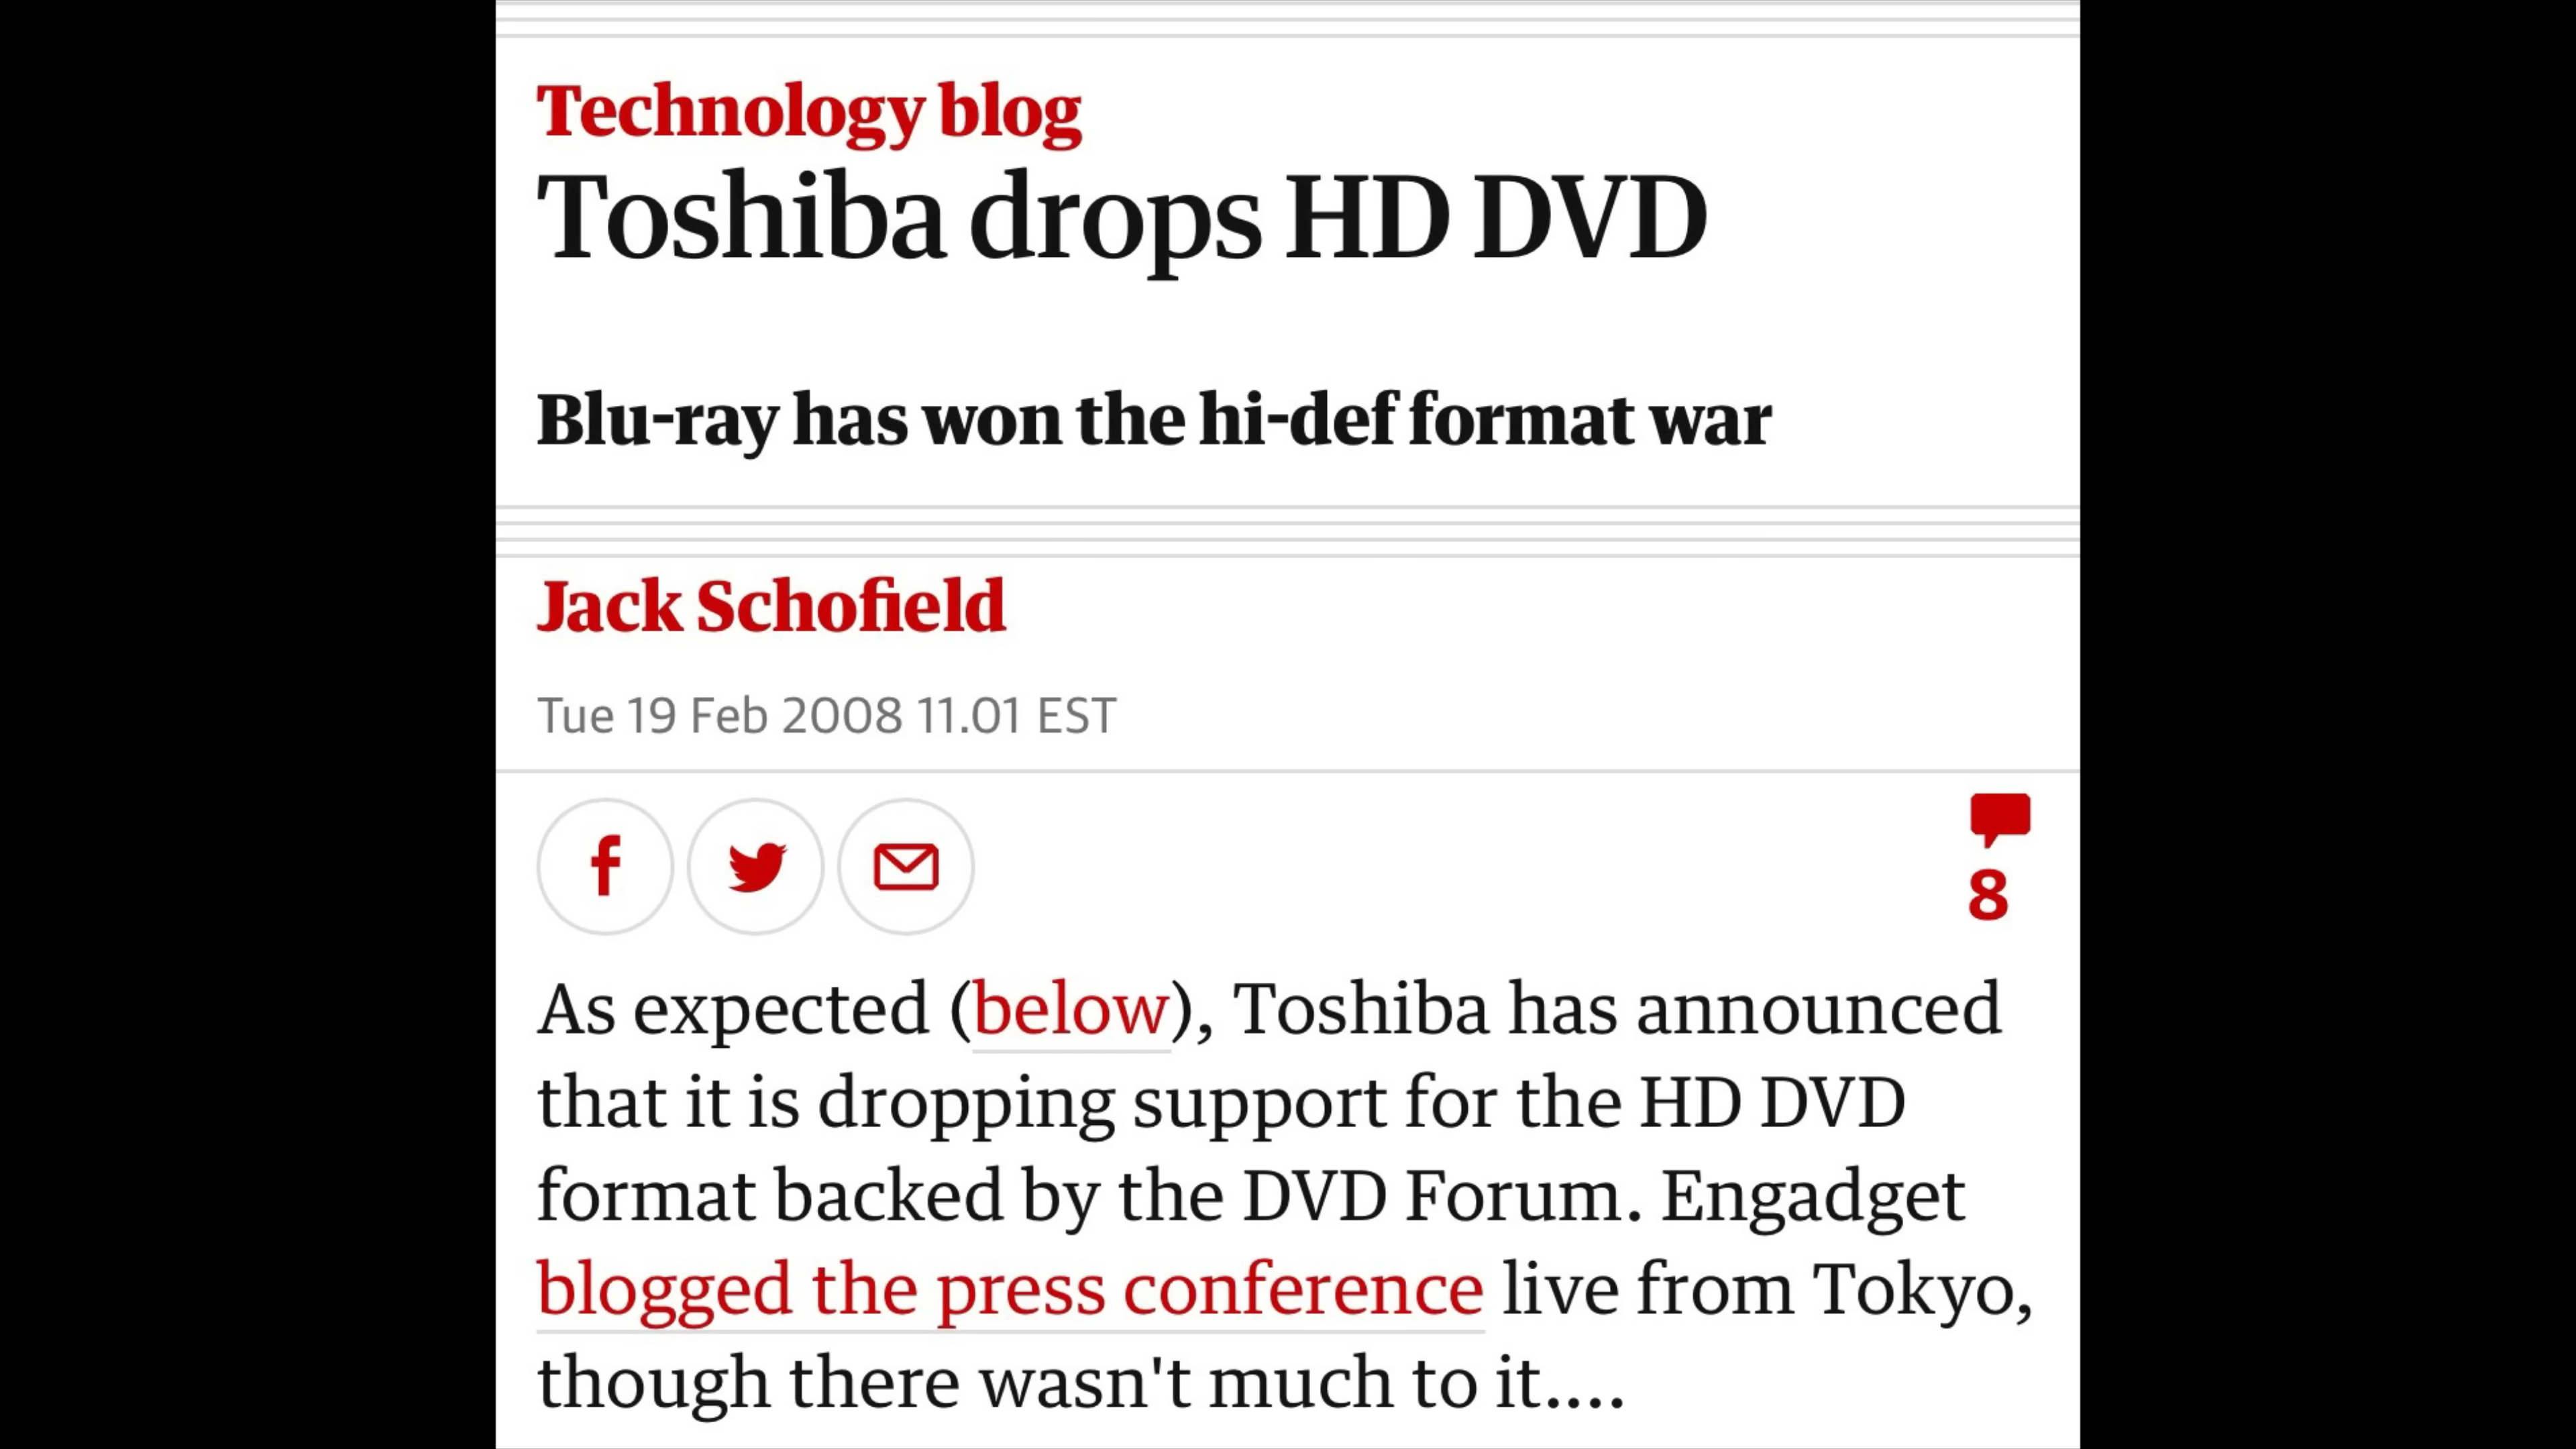 Technology blog
Toshiba drops HD DVD
Blu-ray has won the hi-def format war
Jack Schofield
Tue 19 Feb 2008 11.01 EST
8
As expected (below), Toshiba has announced
that it is dropping support for the HD DVD
format backed by the DVD Forum. Engadget
blogged the press conference live from Tokyo,
though there wasn't much to it....